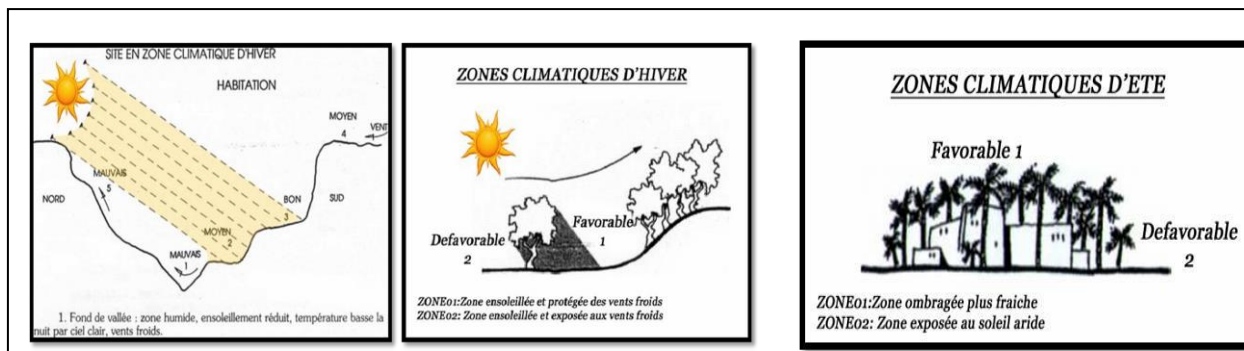 SITE EN ZONE CLIMATIQUE D'HIVER
HABITATION
MOYEN
4
VENT
MAUVAIS
5
NORD
BON
3
SUD
MOYEN
2
MAUVAIS
1
1. Fond de vallée : zone humide, ensoleillement réduit, température basse la
nuit par ciel clair, vents froids.
ZONES CLIMATIQUES D'HIVER
Favorable
1
Defavorable
2
ZONE01:Zone ensoleillée et protégée des vents froids
ZONE02: Zone ensoleillée et exposée aux vents froids
ZONES CLIMATIQUES D'ETE
Favorable 1
Defavorable
2
ZONE01:Zone ombragée plus fraiche
ZONE02: Zone exposée au soleil aride